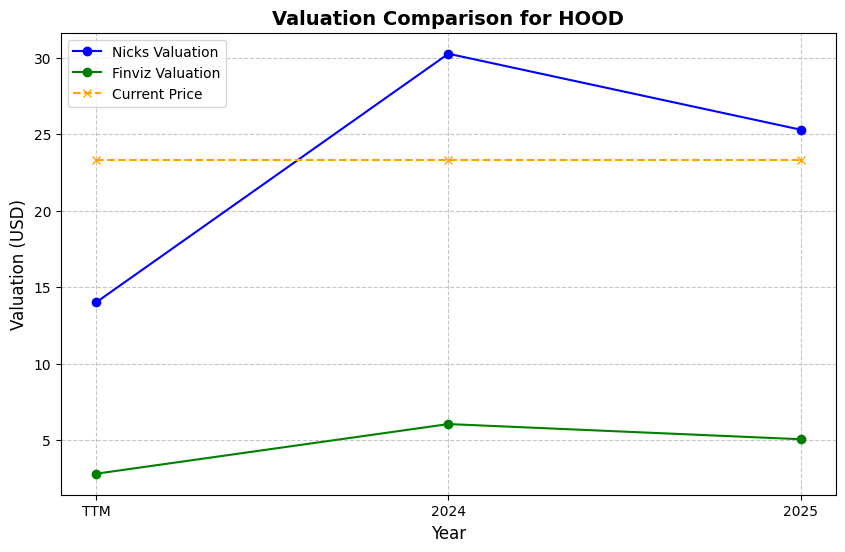 Valuation Comparison for HOOD
Nicks Valuation
Finviz Valuation
Current Price
Valuation (USD)
30
25
20
15
10
5
TTM 2024 2025
Year